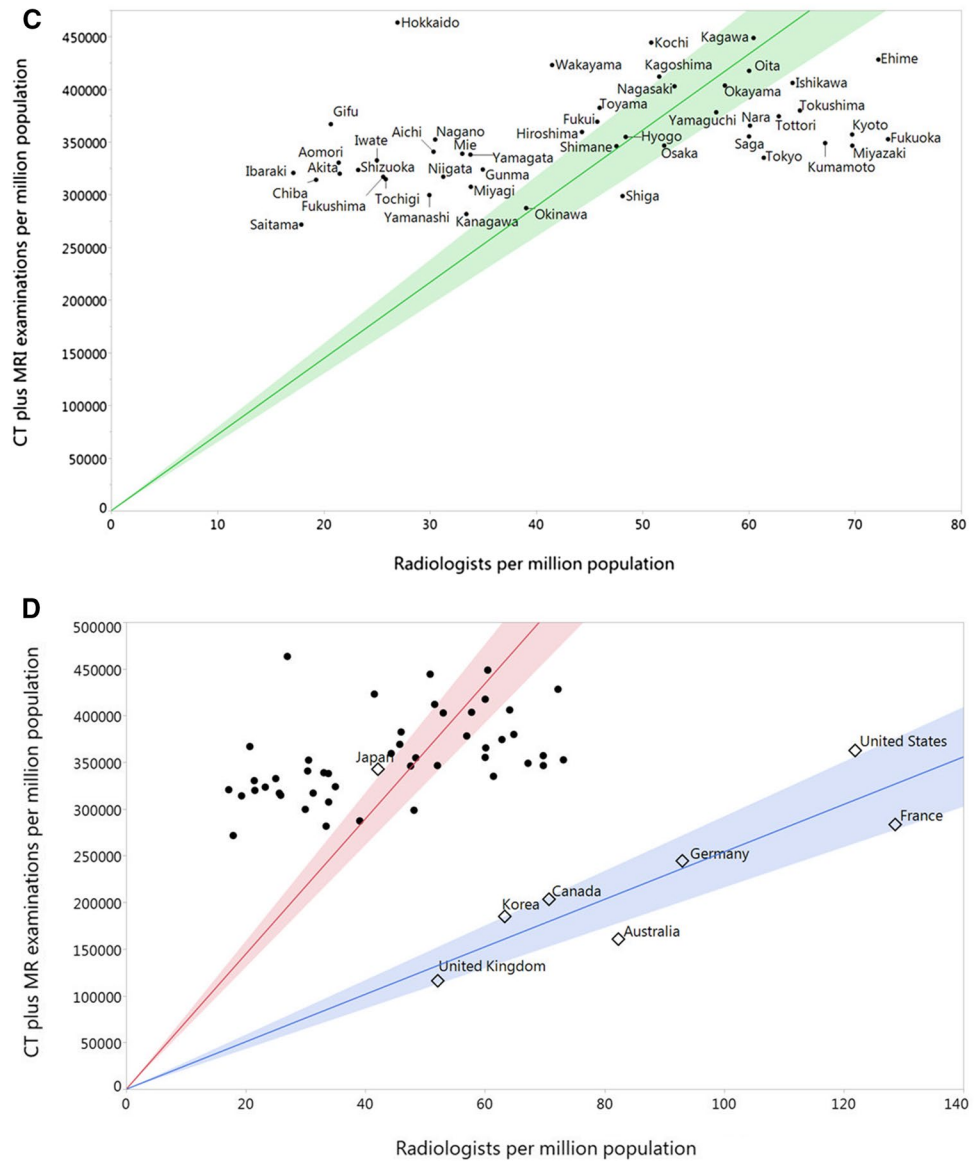 C
Hokkaido
450000
Kochi
Kagawa
Wakayama
Kagoshima
Oita
Ehime
400000
Nagasaki
Okayama
Ishikawa
Gifu
Toyama
Tokushima
Fukui
Yamaguchi
Nara
Tottori
Kyoto
350000
Aichi
Nagano
Hiroshima
Hyogo
Fukuoka
Iwate
Mie
Shimane
Osaka
Saga
Miyazaki
Aomori
Yamagata
Tokyo
Kumamoto
Ibaraki
Akita
Shizuoka
Niigata
Gunma
300000
Chiba
Fukushima
Tochigi
Miyagi
Shiga
Yamanashi
Kanagawa
Okinawa
Saitama
250000
200000
150000
100000
50000
0
0 10 20 30 40 50 60 70 80
CT plus MRI examinations per million population
Radiologists per million population
D
500000
450000
400000
350000
300000
250000
200000
150000
100000
50000
0
Japan
United States
France
Germany
Canada
Korea
Australia
United Kingdom
0 20 40 60 80 100 120 140
CT plus MR examinations per million population
Radiologists per million population